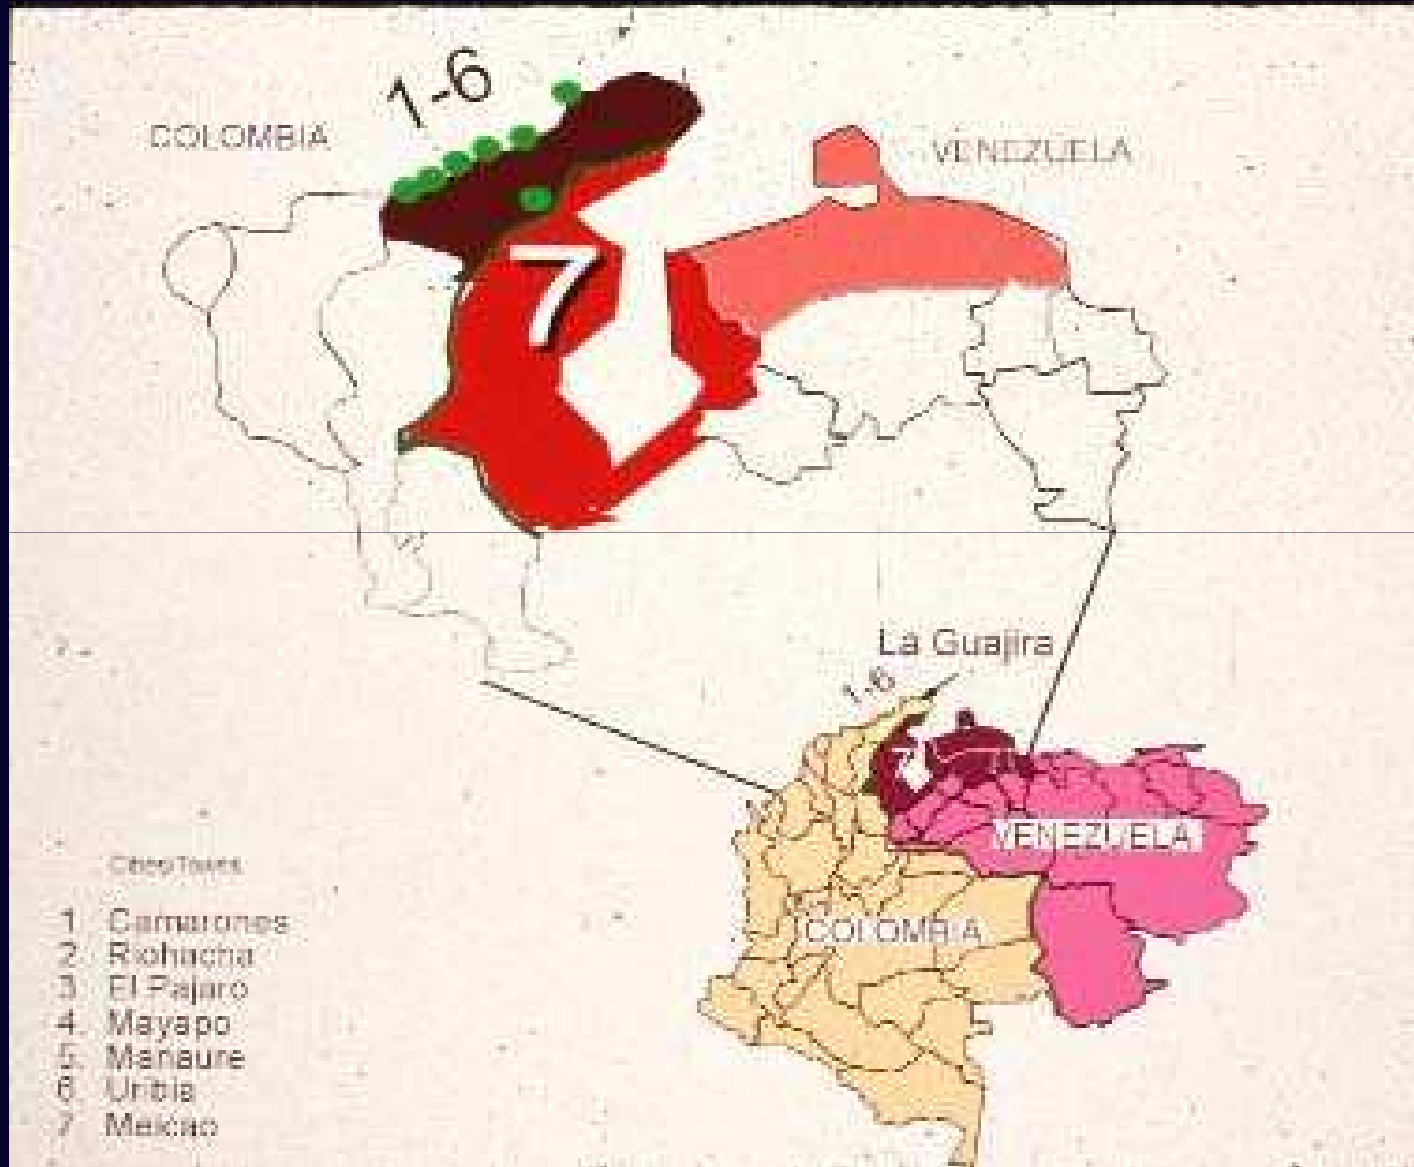 1-6
COLOMBIA
VENEZUELA
7
La Guajira
1-6
7
VENEZUELA
COLOMBIA
1 Camarones
2 Riohacha
3 El Pajaro
4 Mayapo
5 Manaure
6 Uribia
7 Maicao